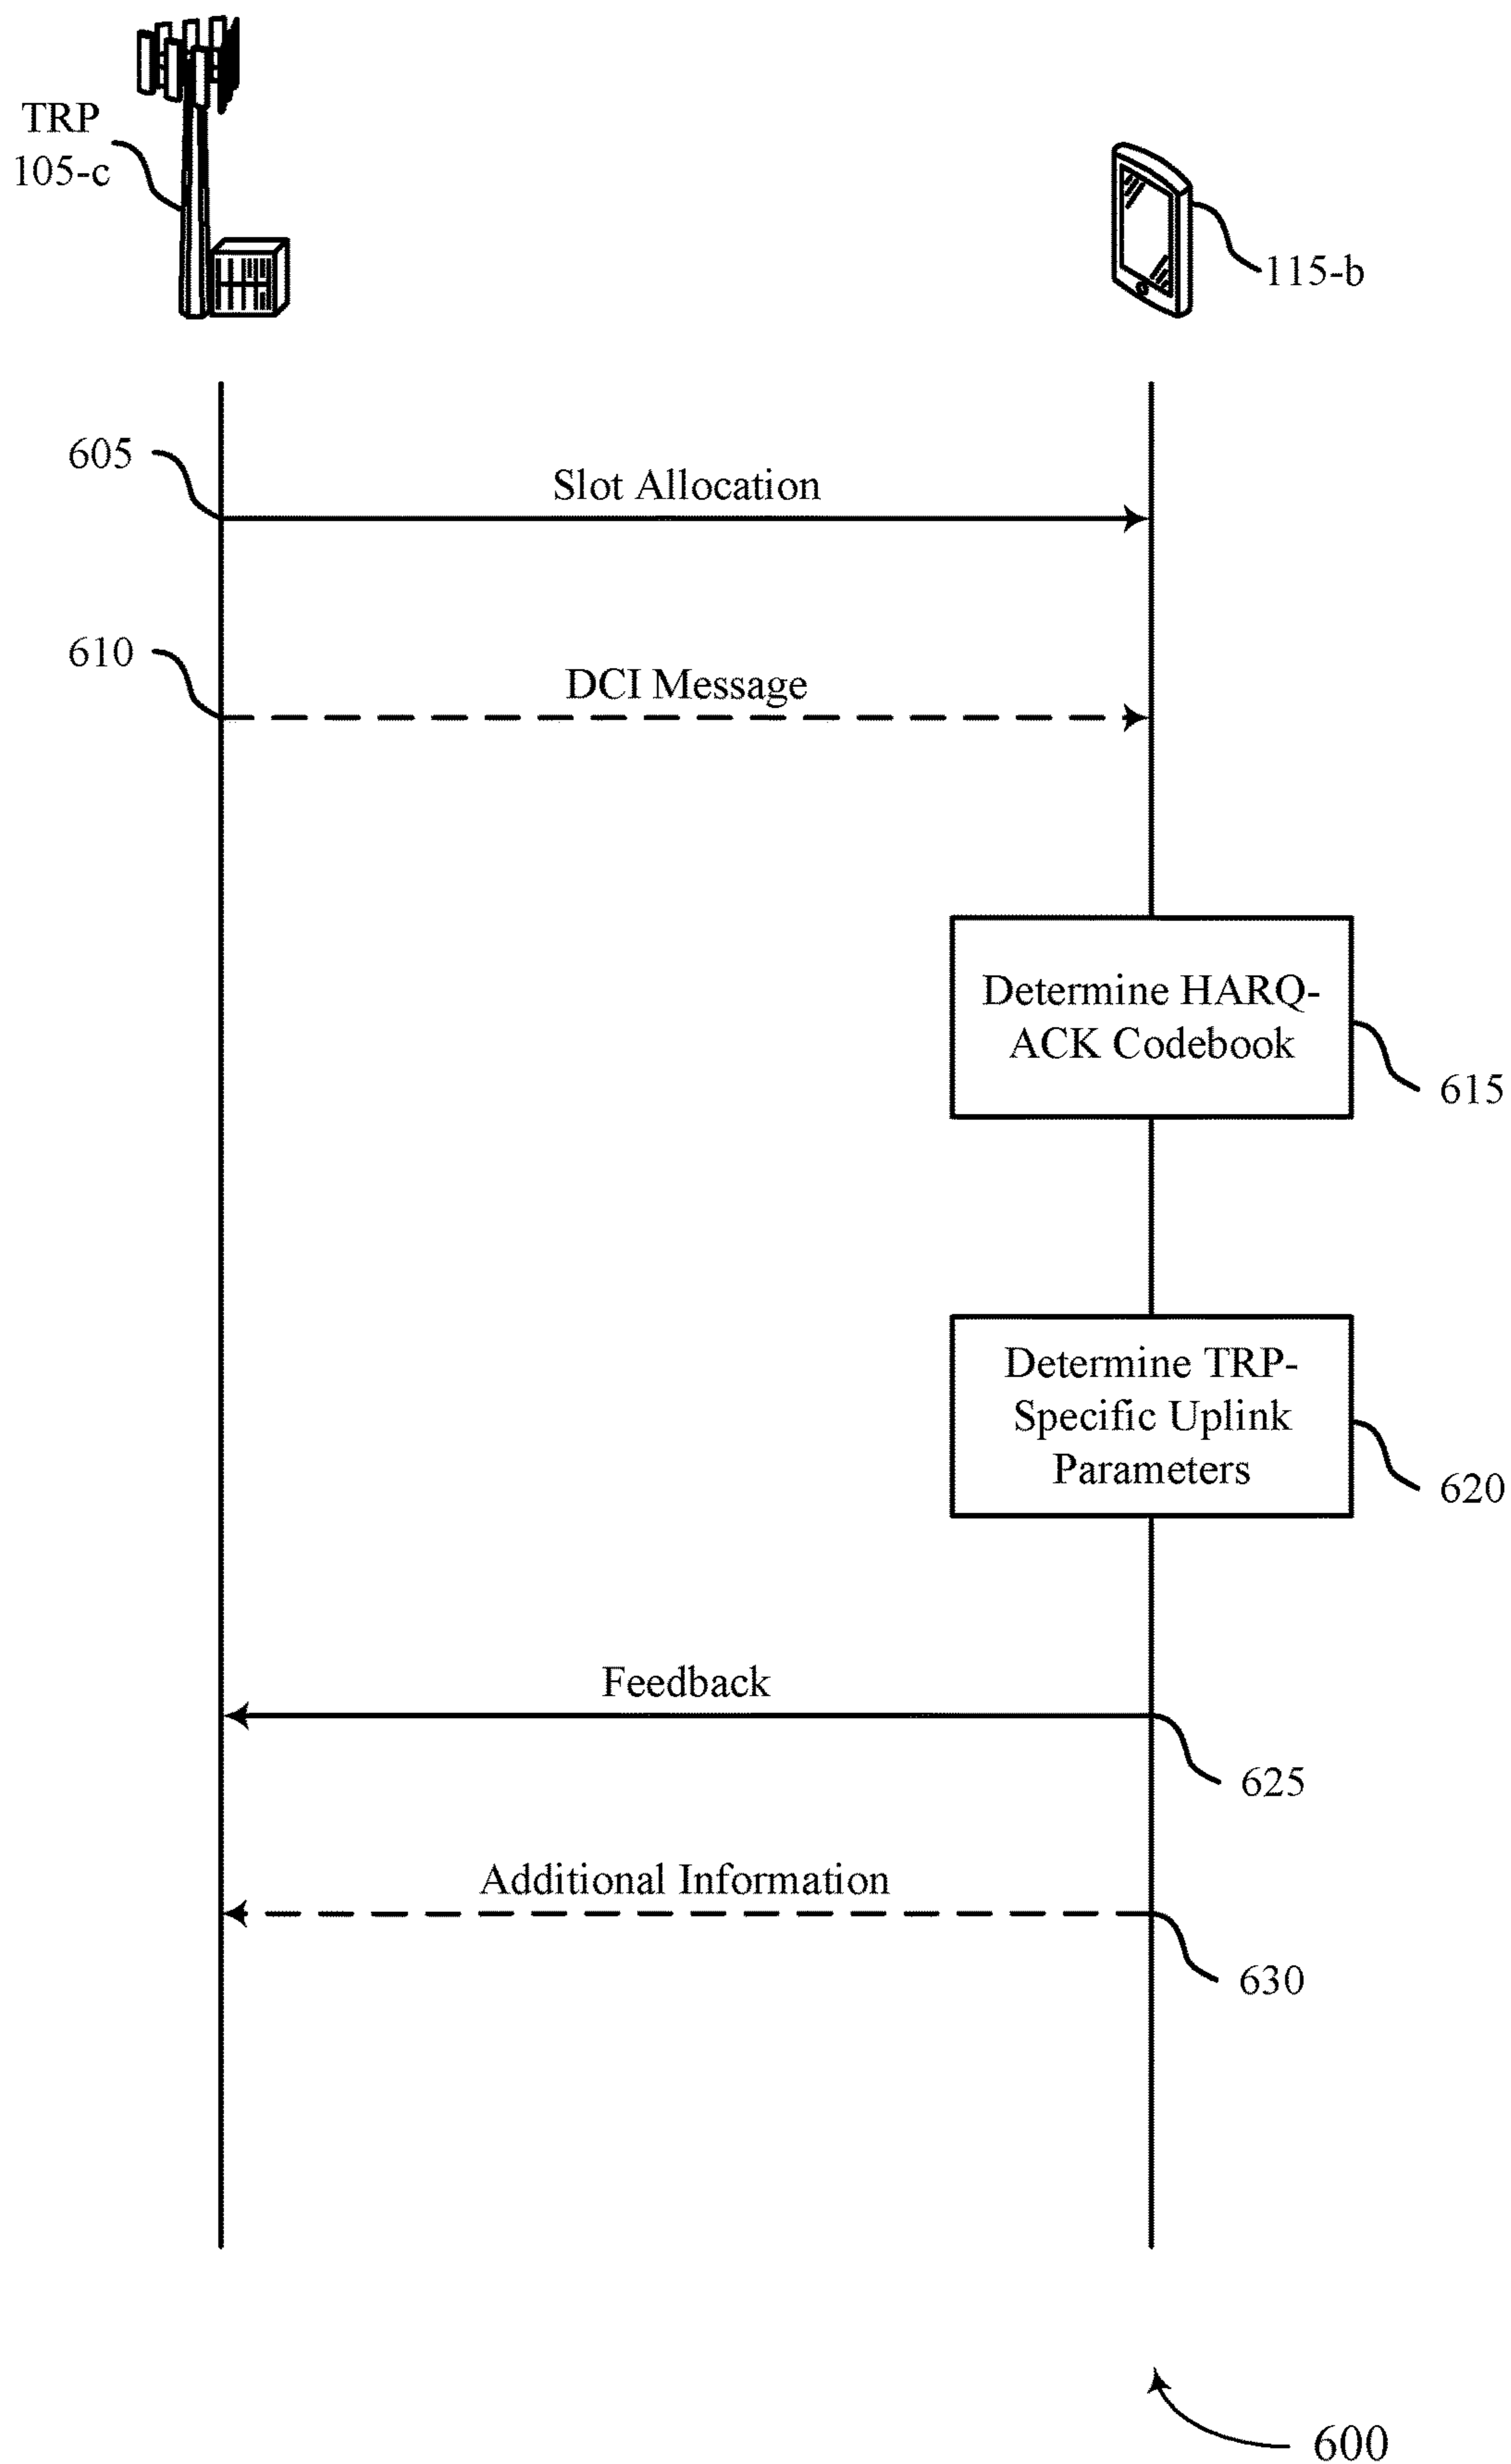 TRP
105-c
115-b
605
Slot Allocation
610
DCI Message
Determine HARQ-
ACK Codebook
615
Determine TRP-
Specific Uplink
Parameters
620
Feedback
625
Additional Information
630
600